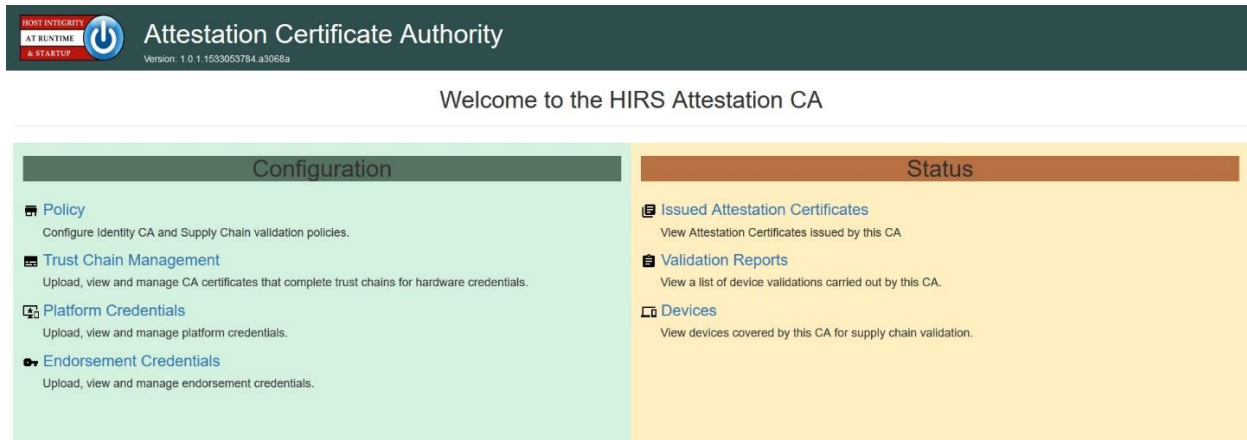 HOST INTEGRITY
AT RUNTIME
& STARTUP
Attestation Certificate Authority
Version: 1.0.1.1533053784.a3068a
Welcome to the HIRS Attestation CA
Configuration
Policy
Configure Identity CA and Supply Chain validation policies.
Trust Chain Management
Upload, view and manage CA certificates that complete trust chains for hardware credentials.
Platform Credentials
Upload, view and manage platform credentials.
Endorsement Credentials
Upload, view and manage endorsement credentials.
Status
Issued Attestation Certificates
View Attestation Certificates issued by this CA
Validation Reports
View a list of device validations carried out by this CA.
Devices
View devices covered by this CA for supply chain validation.